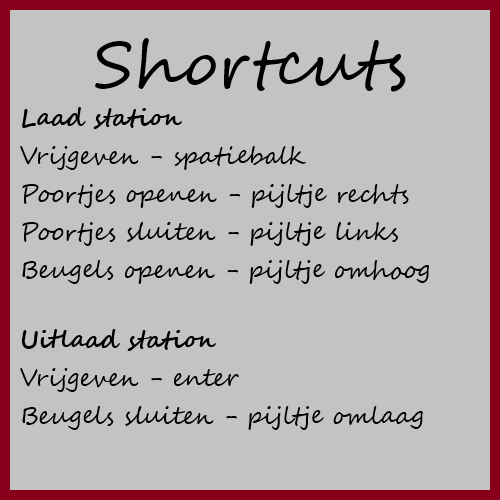 Shortcuts
Laad station
Vrijgeven - spatiebalk
Poortjes openen - pijltje rechts
Poortjes sluiten - pijltje links
Beugels openen - pijltje omhoog
Uitlaad station
Vrijgeven - enter
Beugels sluiten - pijltje omlaag